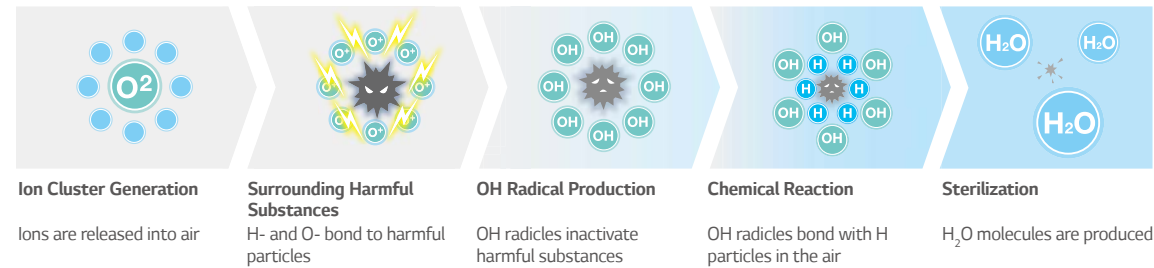 O²
O⁺ O⁺ O⁺ O⁺ O⁺ O⁺ O⁺ O⁺
OH OH OH OH OH OH OH OH
OH OH H H OH H H OH H H OH OH
H₂O H₂O H₂O
Ion Cluster Generation
Ions are released into air
Surrounding Harmful
Substances
H- and O- bond to harmful
particles
OH Radical Production
OH radicles inactivate
harmful substances
Chemical Reaction
OH radicles bond with H
particles in the air
Sterilization
H₂O molecules are produced